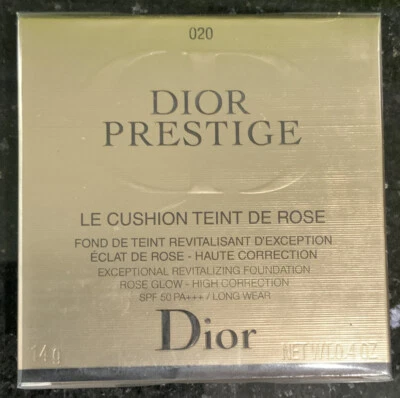 020
DIOR
PRESTIGE
LE CUSHION TEINT DE ROSE
FOND DE TEINT REVITALISANT D'EXCEPTION
ÉCLAT DE ROSE - HAUTE CORRECTION
EXCEPTIONAL REVITALIZING FOUNDATION
ROSE GLOW - HIGH CORRECTION
SPF 50 PA+++ / LONG WEAR
Dior
14 g NET WT. 0.4 OZ